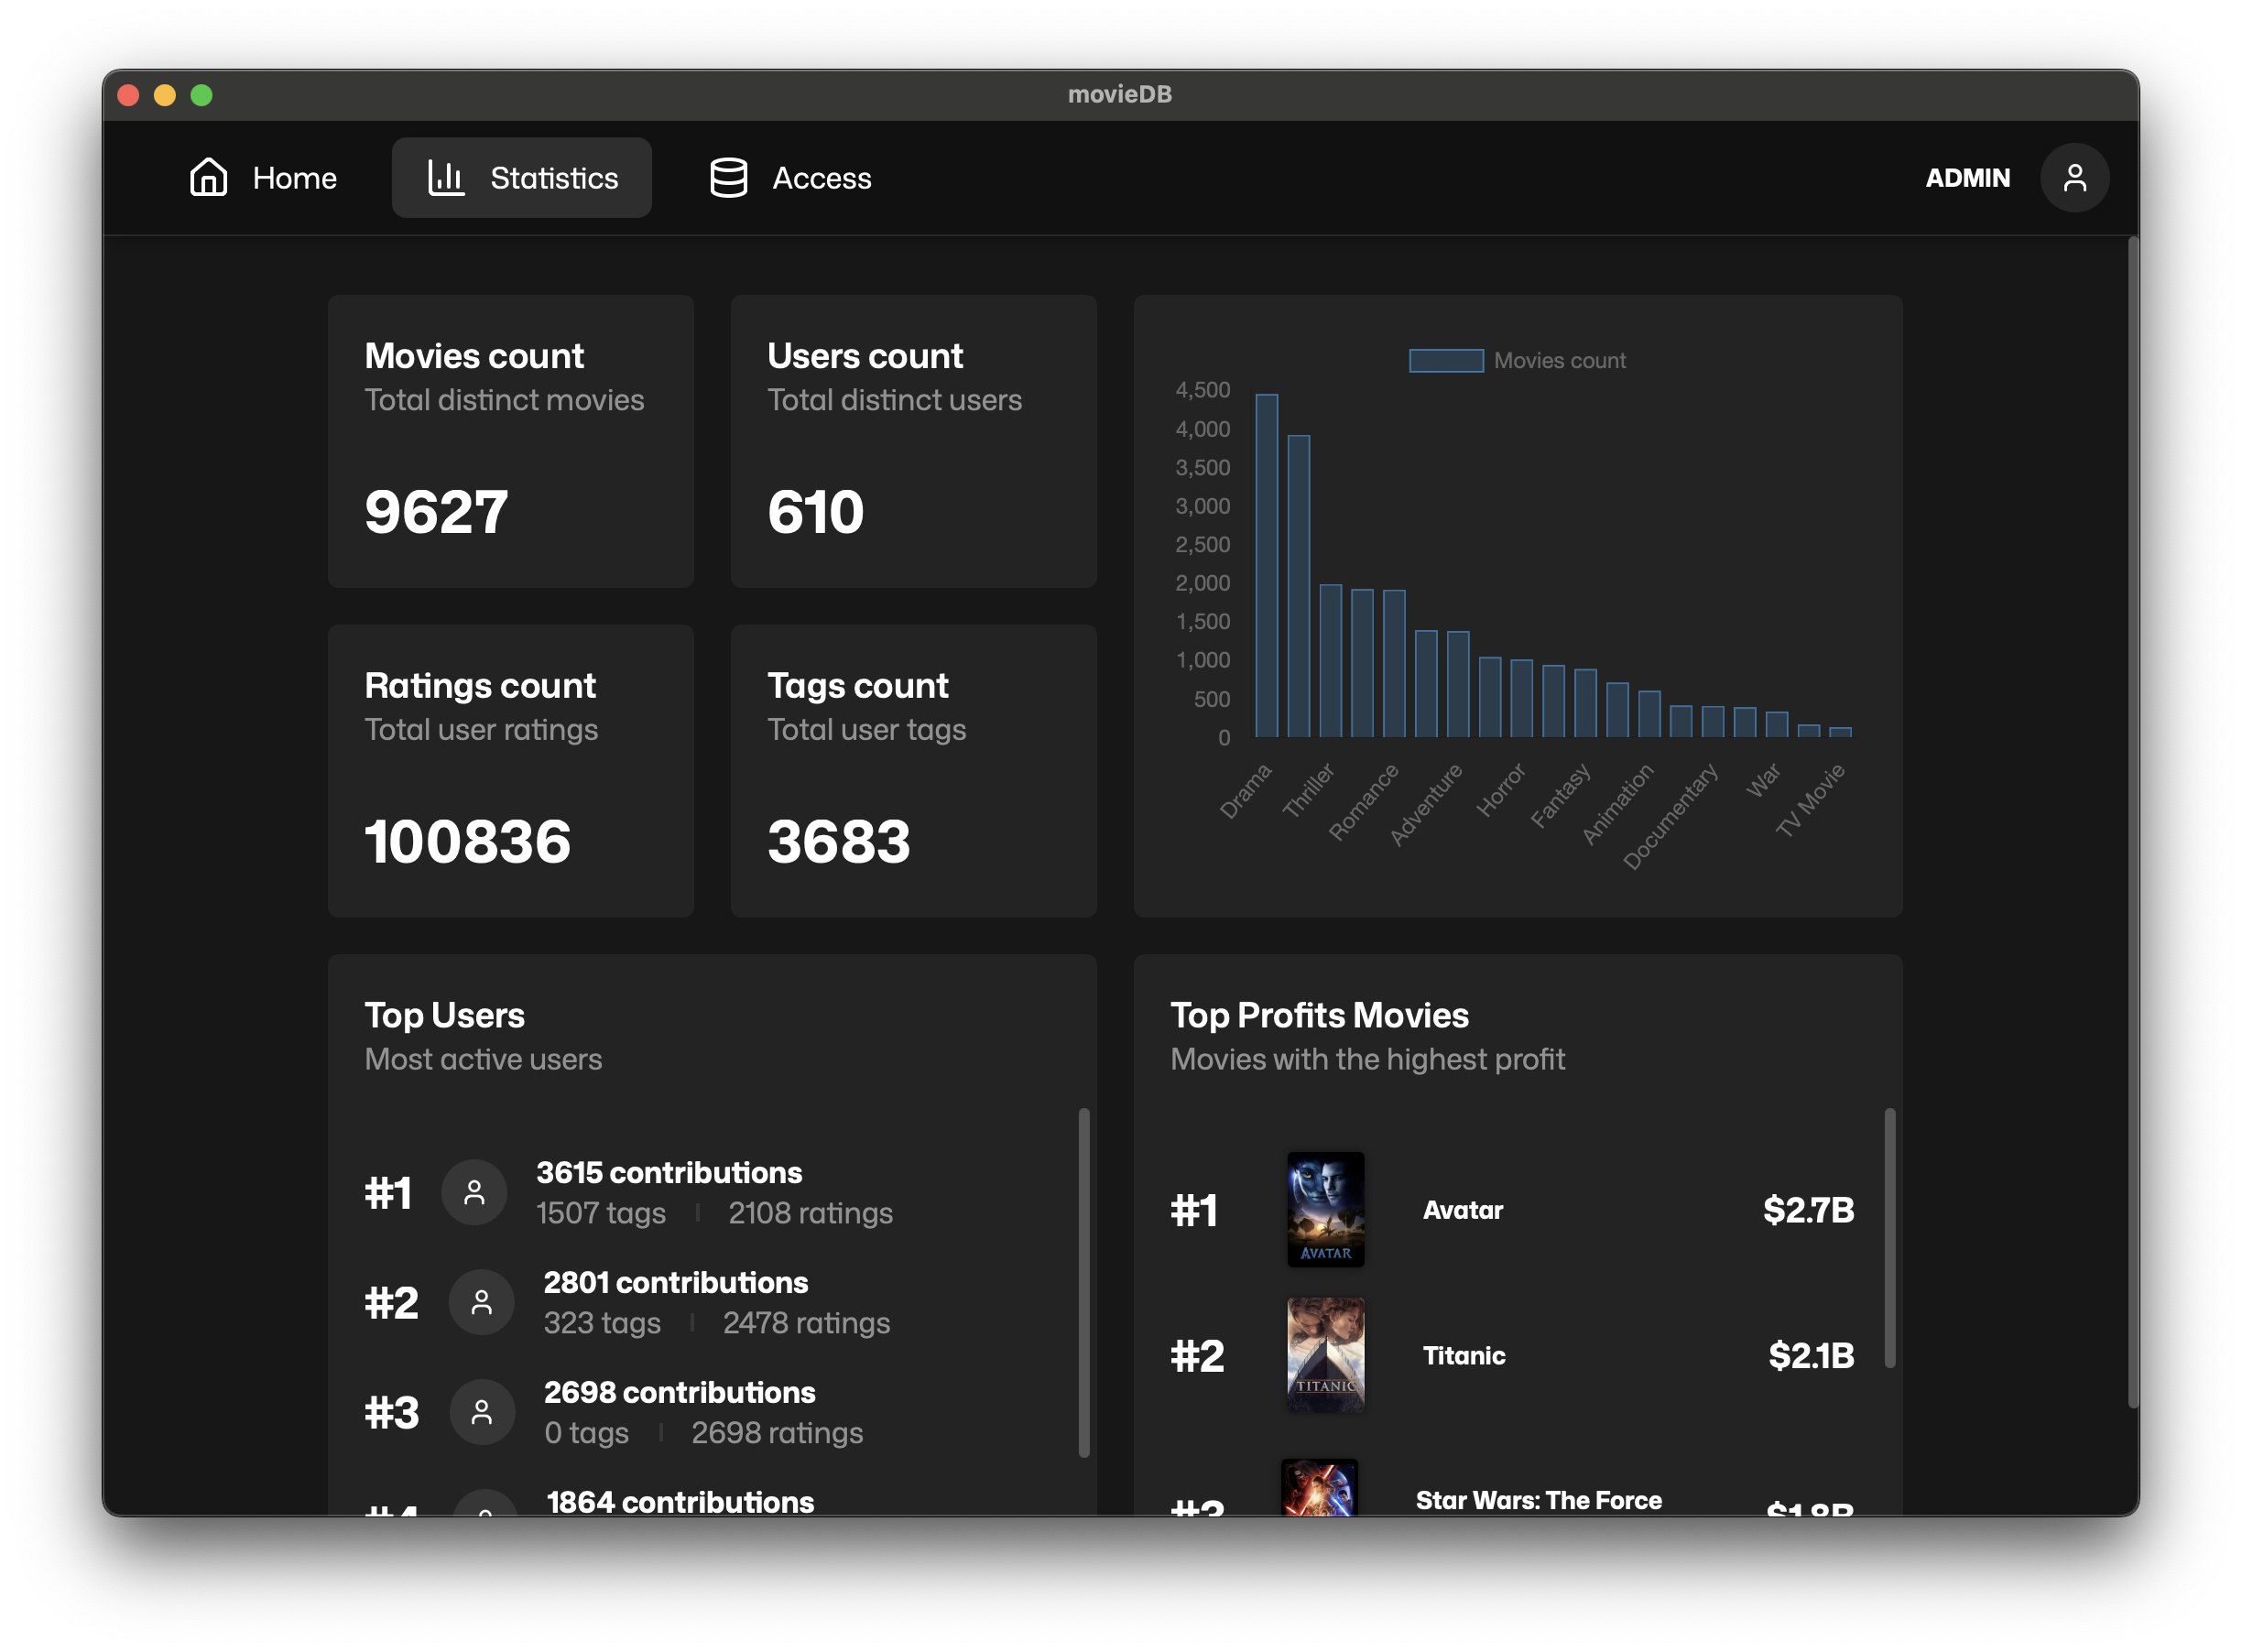 movieDB
Home
Statistics
Access
ADMIN
Movies count
Total distinct movies
9627
Users count
Total distinct users
610
Ratings count
Total user ratings
100836
Tags count
Total user tags
3683
Movies count
4,500
4,000
3,500
3,000
2,500
2,000
1,500
1,000
500
0
Drama
Thriller
Romance
Adventure
Horror
Fantasy
Animation
Documentary
War
TV Movie
Top Users
Most active users
#1
3615 contributions
1507 tags | 2108 ratings
#2
2801 contributions
323 tags | 2478 ratings
#3
2698 contributions
0 tags | 2698 ratings
#4
1864 contributions
Top Profits Movies
Movies with the highest profit
#1
AVATAR
Avatar
$2.7B
#2
TITANIC
Titanic
$2.1B
#3
Star Wars: The Force
$1.8B